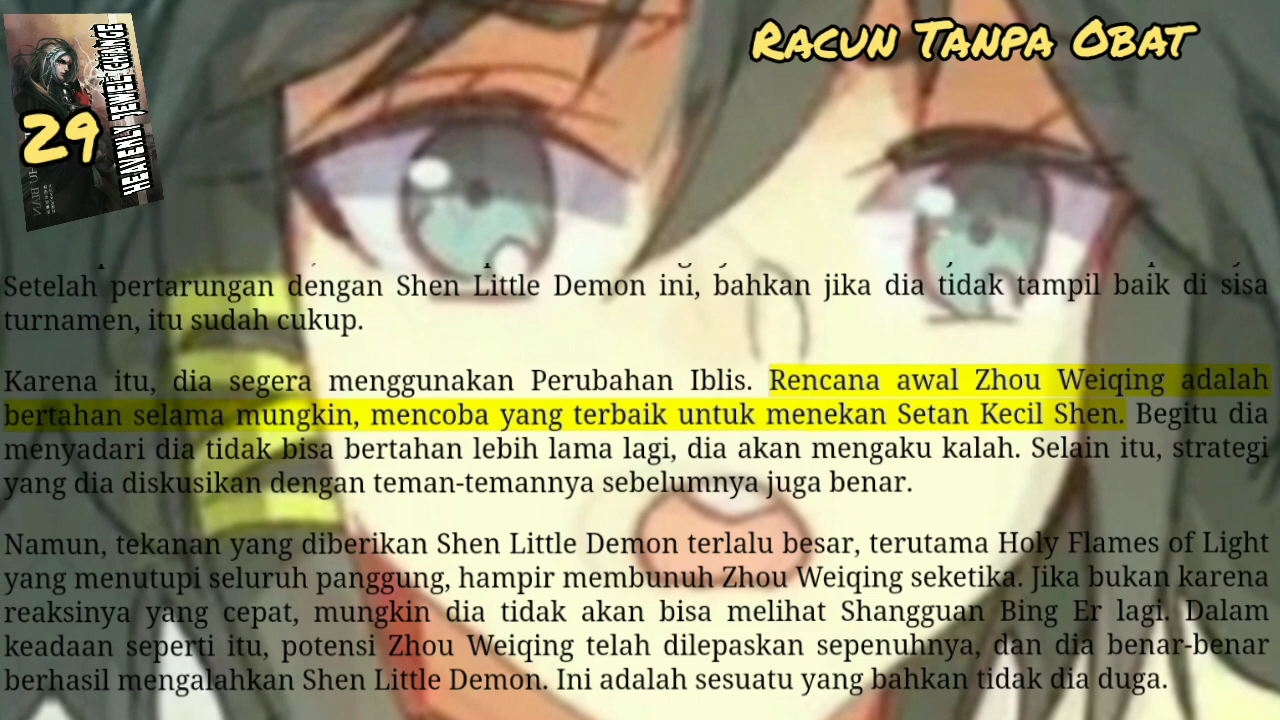 Racun Tanpa Obat
29
HEAVENLY JEWEL CHANGE
Setelah pertarungan dengan Shen Little Demon ini, bahkan jika dia tidak tampil baik di sisa
turnamen, itu sudah cukup.
Karena itu, dia segera menggunakan Perubahan Iblis. Rencana awal Zhou Weiqing adalah
bertahan selama mungkin, mencoba yang terbaik untuk menekan Setan Kecil Shen. Begitu dia
menyadari dia tidak bisa bertahan lebih lama lagi, dia akan mengaku kalah. Selain itu, strategi
yang dia diskusikan dengan teman-temannya sebelumnya juga benar.
Namun, tekanan yang diberikan Shen Little Demon terlalu besar, terutama Holy Flames of Light
yang menutupi seluruh panggung, hampir membunuh Zhou Weiqing seketika. Jika bukan karena
reaksinya yang cepat, mungkin dia tidak akan bisa melihat Shangguan Bing Er lagi. Dalam
keadaan seperti itu, potensi Zhou Weiqing telah dilepaskan sepenuhnya, dan dia benar-benar
berhasil mengalahkan Shen Little Demon. Ini adalah sesuatu yang bahkan tidak dia duga.